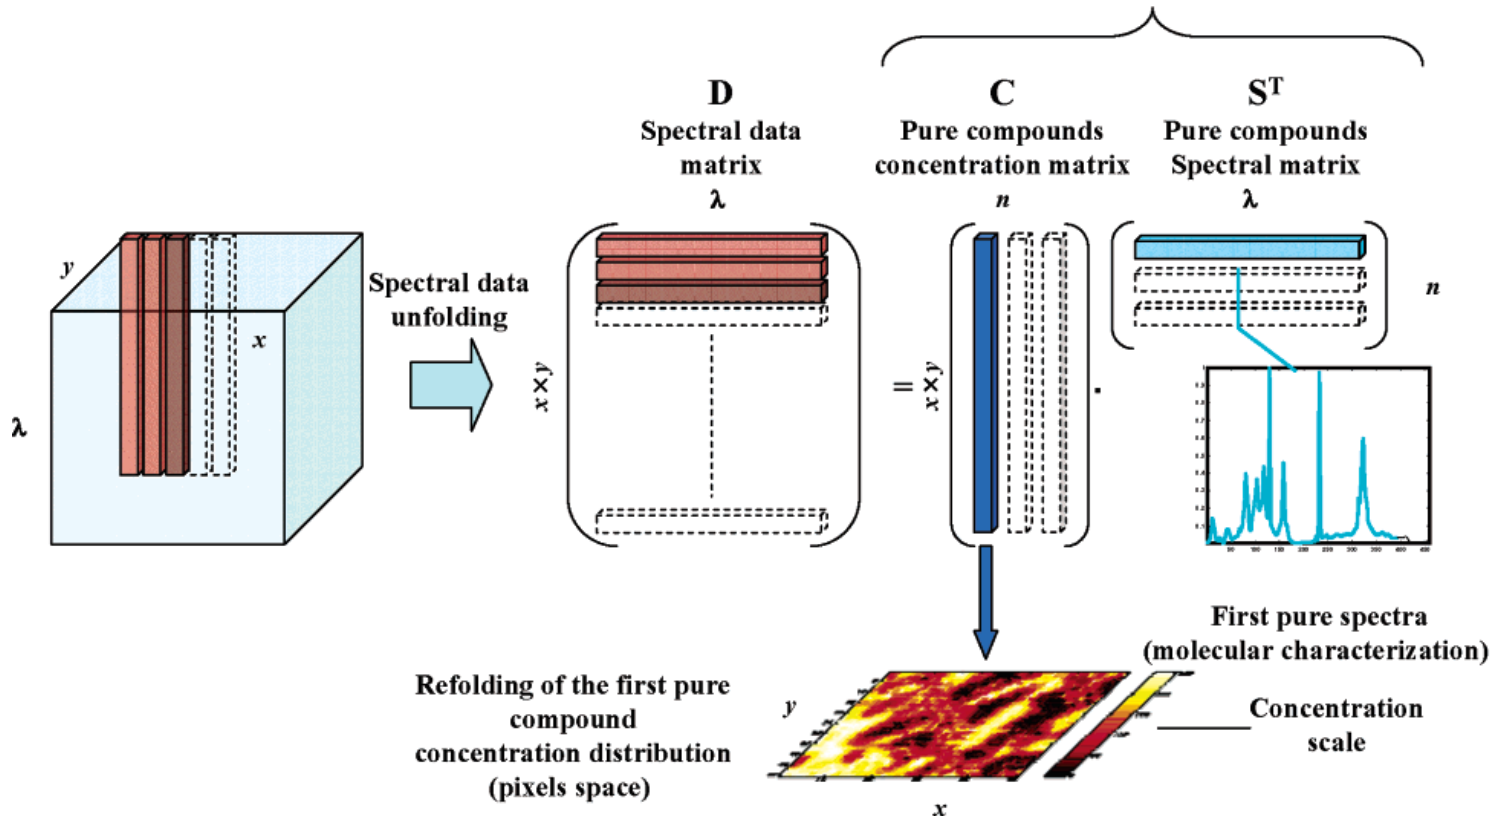 D
C
Sᵀ
Spectral data
matrix
λ
Pure compounds
concentration matrix
n
Pure compounds
Spectral matrix
λ
y
x
λ
Spectral data
unfolding
x×y
=
x×y
.
n
First pure spectra
(molecular characterization)
Refolding of the first pure
compound
concentration distribution
(pixels space)
y
x
Concentration
scale